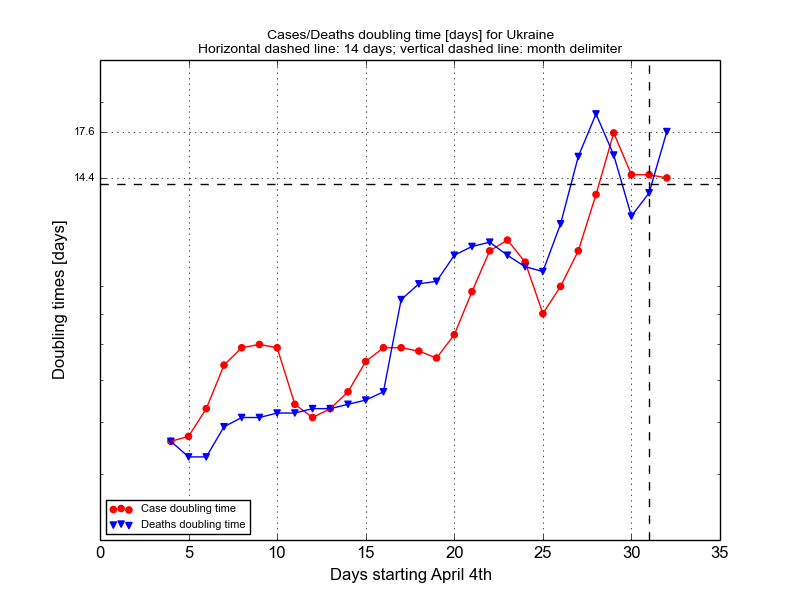 Cases/Deaths doubling time [days] for Ukraine
Horizontal dashed line: 14 days; vertical dashed line: month delimiter
17.6
14.4
Doubling times [days]
Case doubling time
Deaths doubling time
0 5 10 15 20 25 30 35
Days starting April 4th